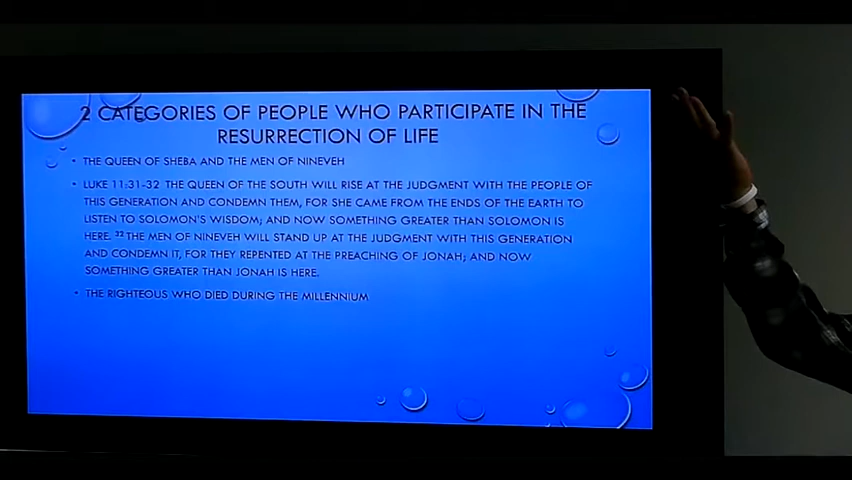 2 CATEGORIES OF PEOPLE WHO PARTICIPATE IN THE
RESURRECTION OF LIFE
• THE QUEEN OF SHEBA AND THE MEN OF NINEVEH
• LUKE 11:31-32 THE QUEEN OF THE SOUTH WILL RISE AT THE JUDGMENT WITH THE PEOPLE OF
THIS GENERATION AND CONDEMN THEM, FOR SHE CAME FROM THE ENDS OF THE EARTH TO
LISTEN TO SOLOMON'S WISDOM; AND NOW SOMETHING GREATER THAN SOLOMON IS
HERE. 32 THE MEN OF NINEVEH WILL STAND UP AT THE JUDGMENT WITH THIS GENERATION
AND CONDEMN IT, FOR THEY REPENTED AT THE PREACHING OF JONAH; AND NOW
SOMETHING GREATER THAN JONAH IS HERE.
• THE RIGHTEOUS WHO DIED DURING THE MILLENNIUM